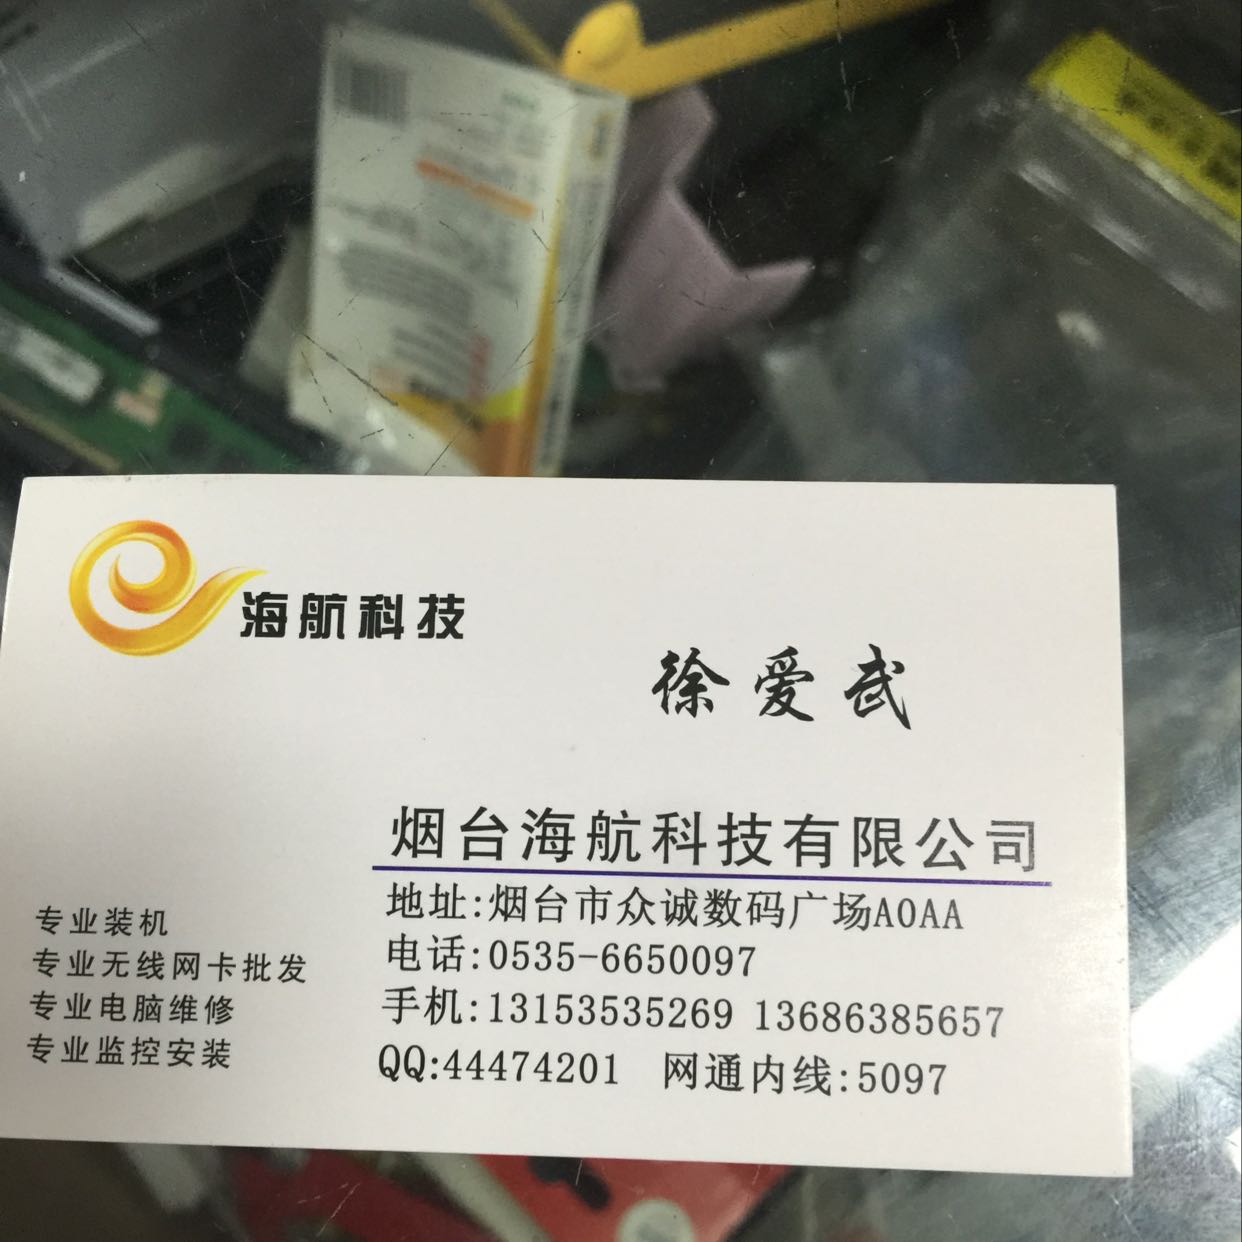 海航科技
徐爱武
烟台海航科技有限公司
地址:烟台市众诚数码广场A0AA
电话:0535-6650097
手机:13153535269 13686385657
QQ:44474201 网通内线:5097
专业装机
专业无线网卡批发
专业电脑维修
专业监控安装